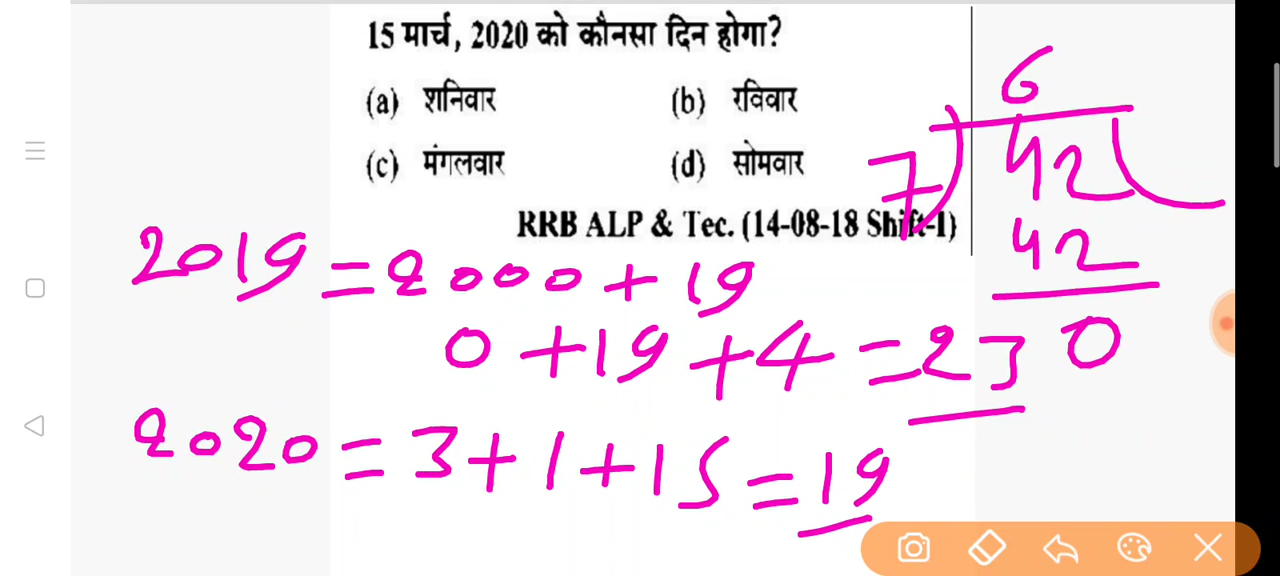 15 मार्च, 2020 को कौनसा दिन होगा?
(a) शनिवार (b) रविवार
(c) मंगलवार (d) सोमवार
RRB ALP & Tec. (14-08-18 Shift-I)
6
7) 42 (
42
0
2019 = 2000 + 19
0 + 19 + 4 = 23
2020 = 3 + 1 + 15 = 19